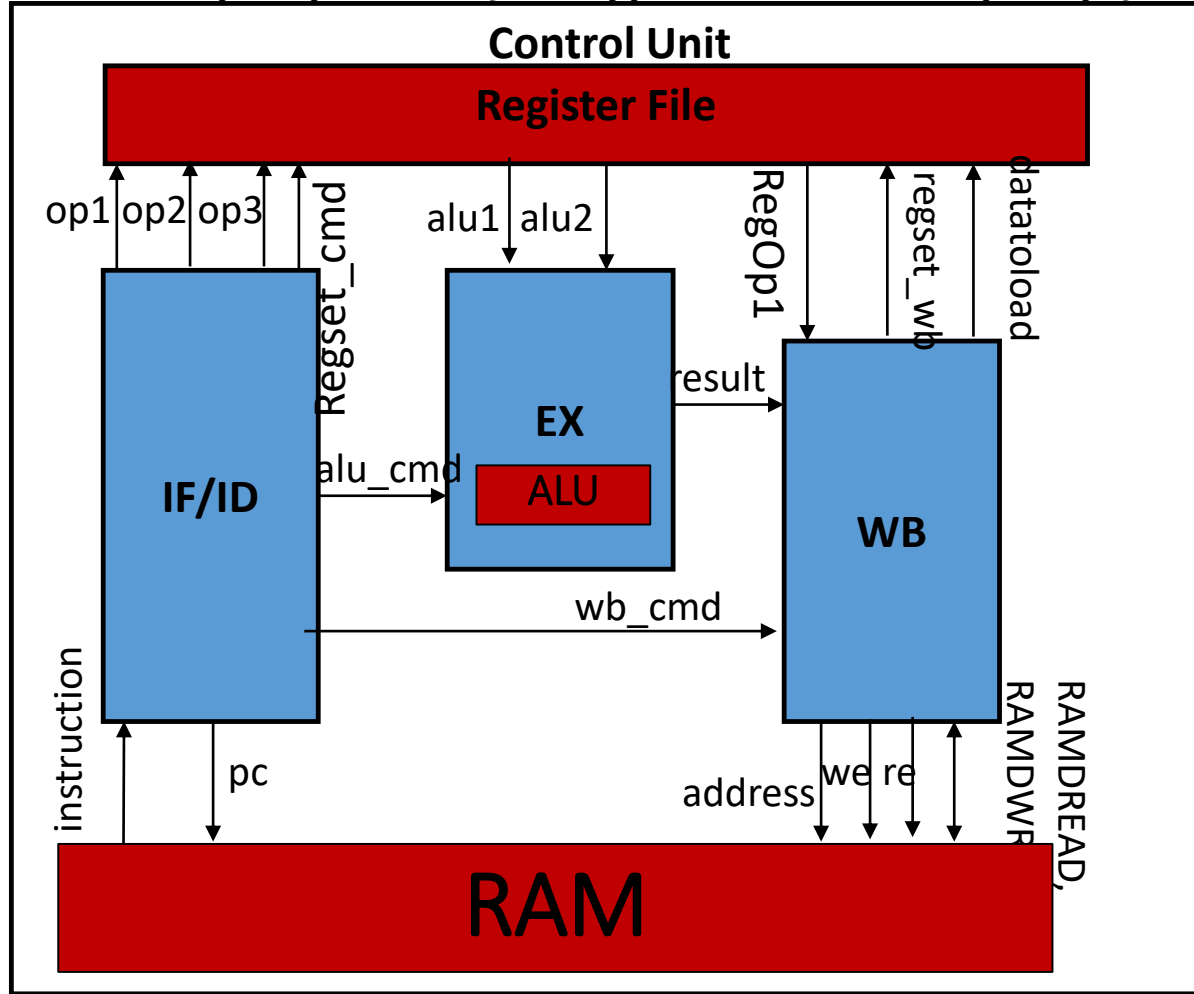 Control Unit
Register File
op1
op2
op3
Regset_cmd
alu1
alu2
RegOp1
regset_wb
datatoload
result
EX
alu_cmd
ALU
IF/ID
WB
wb_cmd
instruction
pc
address
we
re
RAMDREAD,
RAMDWR
RAM